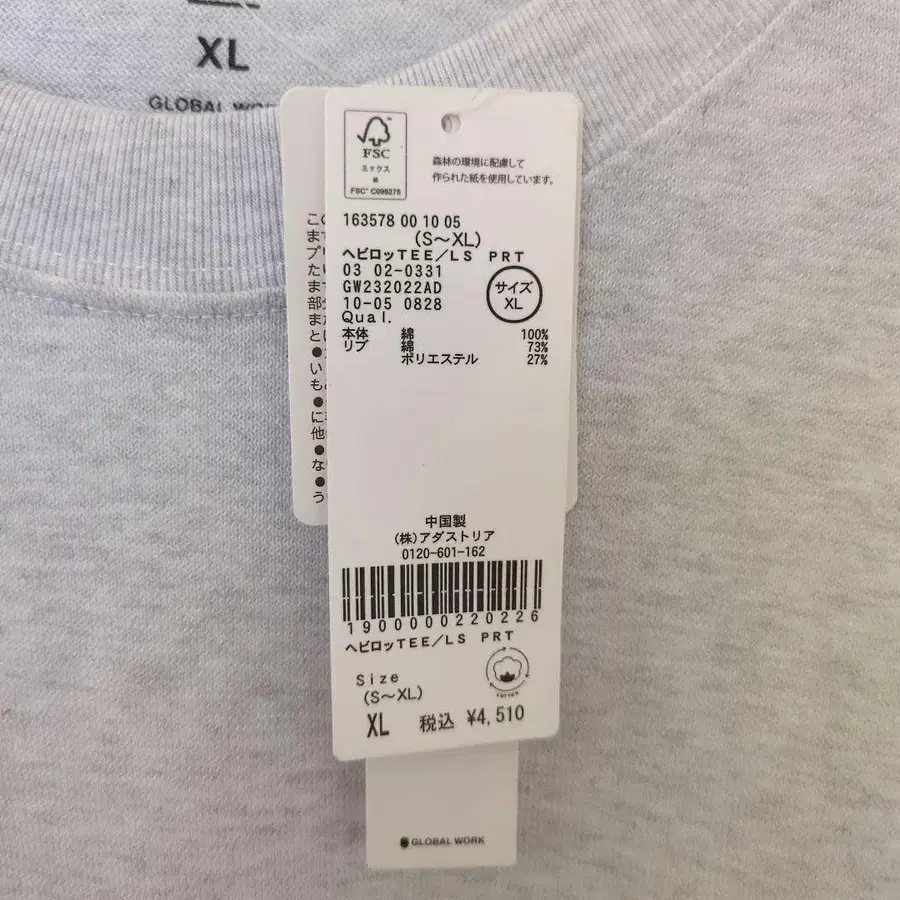 XL
GLOBAL
FSC
ミックス
紙
FSC® C095275
森林の環境に配慮して
作られた紙を使用しています。
163578 00 10 05
(S～XL)
ヘビロッTEE／LS PRT
03 02-0331
GW232022AD
サイズ
XL
10-05 0828
Qual.
本体 綿 100%
リブ 綿 73%
ポリエステル 27%
中国製
(株)アダストリア
0120-601-162
1900000220226
ヘビロッTEE／LS PRT
Size
(S～XL)
cotton
XL 税込 ¥4,510
GLOBAL WORK